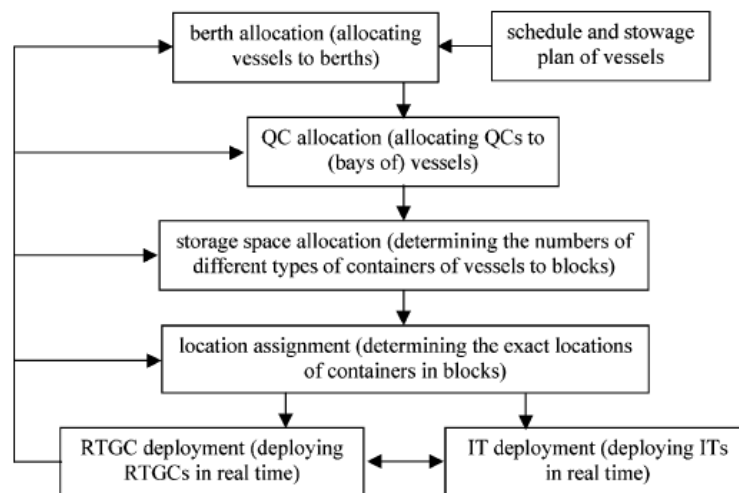 berth allocation (allocating
vessels to berths)
schedule and stowage
plan of vessels
QC allocation (allocating QCs to
(bays of) vessels)
storage space allocation (determining the numbers of
different types of containers of vessels to blocks)
location assignment (determining the exact locations
of containers in blocks)
RTGC deployment (deploying
RTGCs in real time)
IT deployment (deploying ITs
in real time)